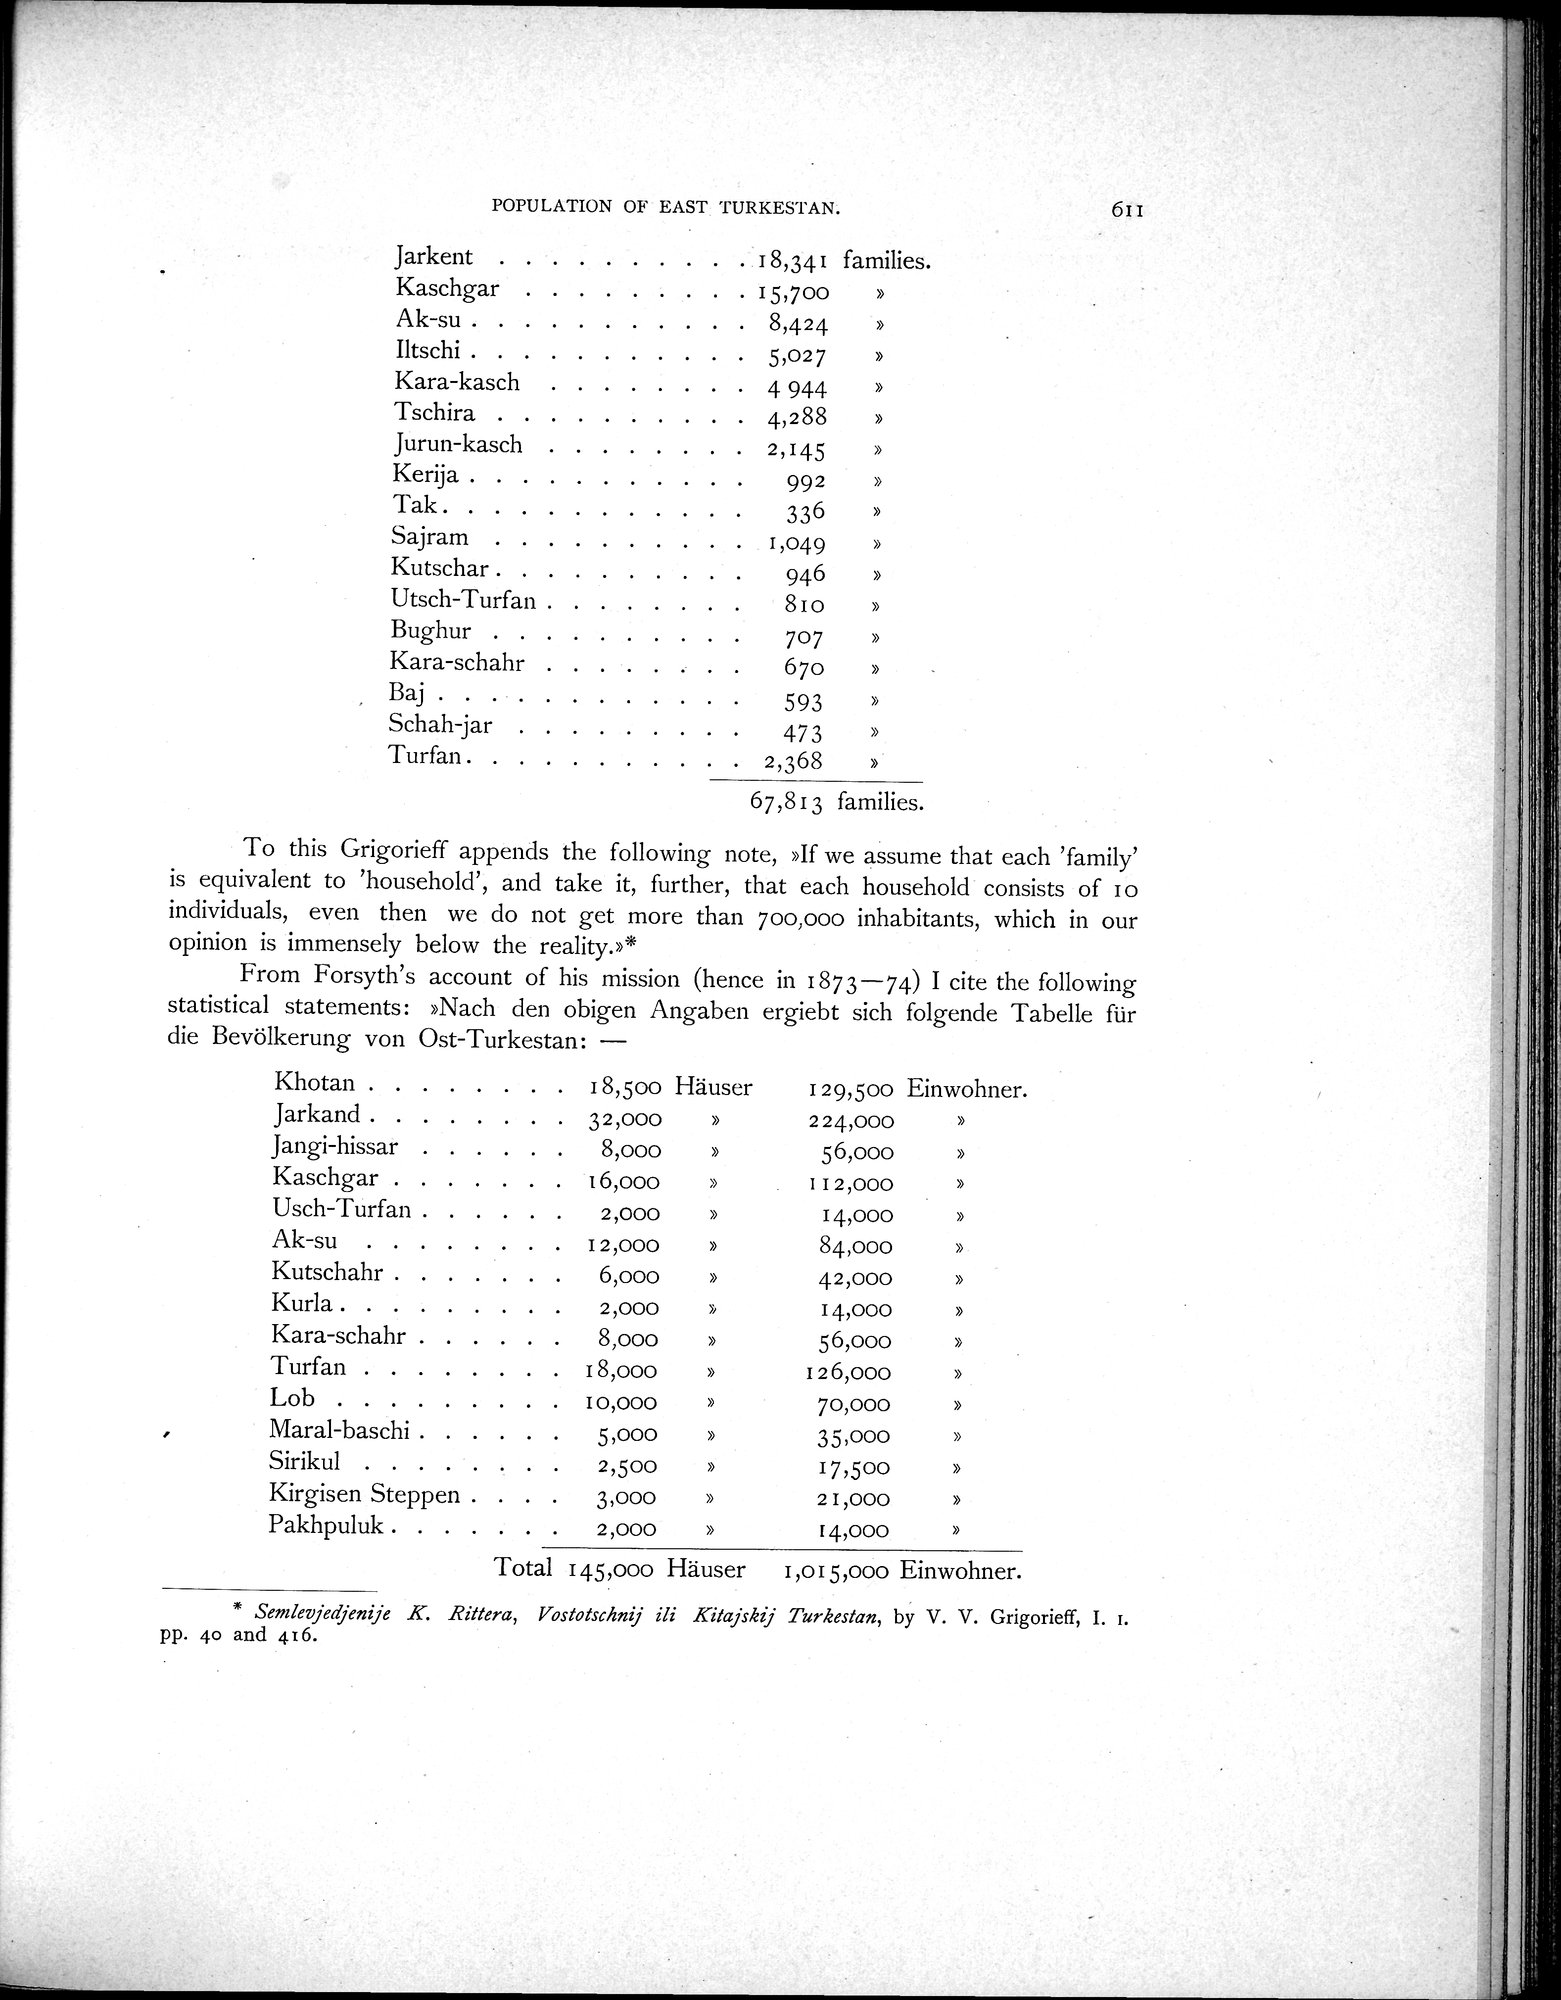 POPULATION OF EAST TURKESTAN. 611
Jarkent . . . . . . . . . . 18,341 families.
Kaschgar . . . . . . . . . 15,700 »
Ak-su . . . . . . . . . . . 8,424 »
Iltschi . . . . . . . . . . . 5,027 »
Kara-kasch . . . . . . . . 4 944 »
Tschira . . . . . . . . . . 4,288 »
Jurun-kasch . . . . . . . . 2,145 »
Kerija . . . . . . . . . . . 992 »
Tak . . . . . . . . . . . . 336 »
Sajram . . . . . . . . . . 1,049 »
Kutschar . . . . . . . . . . 946 »
Utsch-Turfan . . . . . . . . 810 »
Bughur . . . . . . . . . . 707 »
Kara-schahr . . . . . . . . 670 »
Baj . . . . . . . . . . . . 593 »
Schah-jar . . . . . . . . . 473 »
Turfan . . . . . . . . . . . 2,368 »
67,813 families.
To this Grigorieff appends the following note, »If we assume that each 'family'
is equivalent to 'household', and take it, further, that each household consists of 10
individuals, even then we do not get more than 700,000 inhabitants, which in our
opinion is immensely below the reality.»*
From Forsyth's account of his mission (hence in 1873—74) I cite the following
statistical statements: »Nach den obigen Angaben ergiebt sich folgende Tabelle für
die Bevölkerung von Ost-Turkestan: —
Khotan . . . . . . . . 18,500 Häuser 129,500 Einwohner.
Jarkand . . . . . . . . 32,000 » 224,000 »
Jangi-hissar . . . . . . 8,000 » 56,000 »
Kaschgar . . . . . . . 16,000 » 112,000 »
Usch-Turfan . . . . . . 2,000 » 14,000 »
Ak-su . . . . . . . . 12,000 » 84,000 »
Kutschahr . . . . . . . 6,000 » 42,000 »
Kurla . . . . . . . . . 2,000 » 14,000 »
Kara-schahr . . . . . . 8,000 » 56,000 »
Turfan . . . . . . . . 18,000 » 126,000 »
Lob . . . . . . . . . 10,000 » 70,000 »
Maral-baschi . . . . . . 5,000 » 35,000 »
Sirikul . . . . . . . . 2,500 » 17,500 »
Kirgisen Steppen . . . . 3,000 » 21,000 »
Pakhpuluk . . . . . . . 2,000 » 14,000 »
Total 145,000 Häuser 1,015,000 Einwohner.
* Semlevjedjenije K. Rittera, Vostotschnij ili Kitajskij Turkestan, by V. V. Grigorieff, I. 1.
pp. 40 and 416.